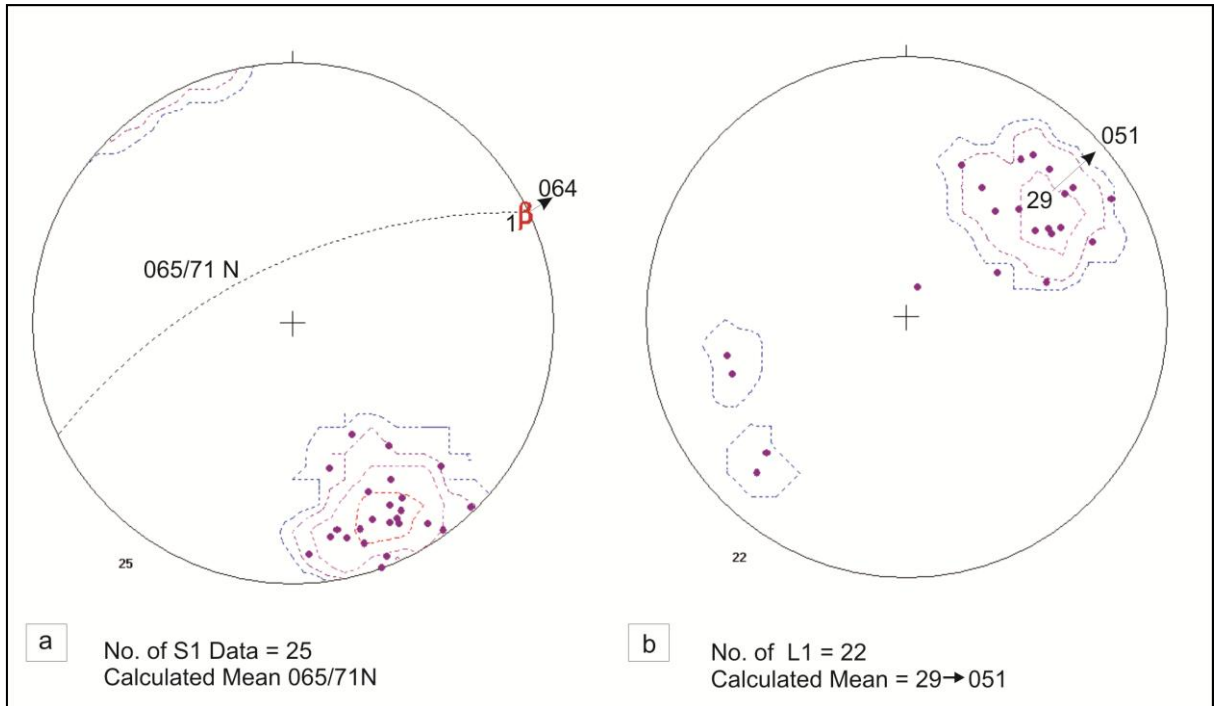 064
β
1
065/71 N
25
a
No. of S1 Data = 25
Calculated Mean 065/71N
051
29
22
b
No. of L1 = 22
Calculated Mean = 29→051